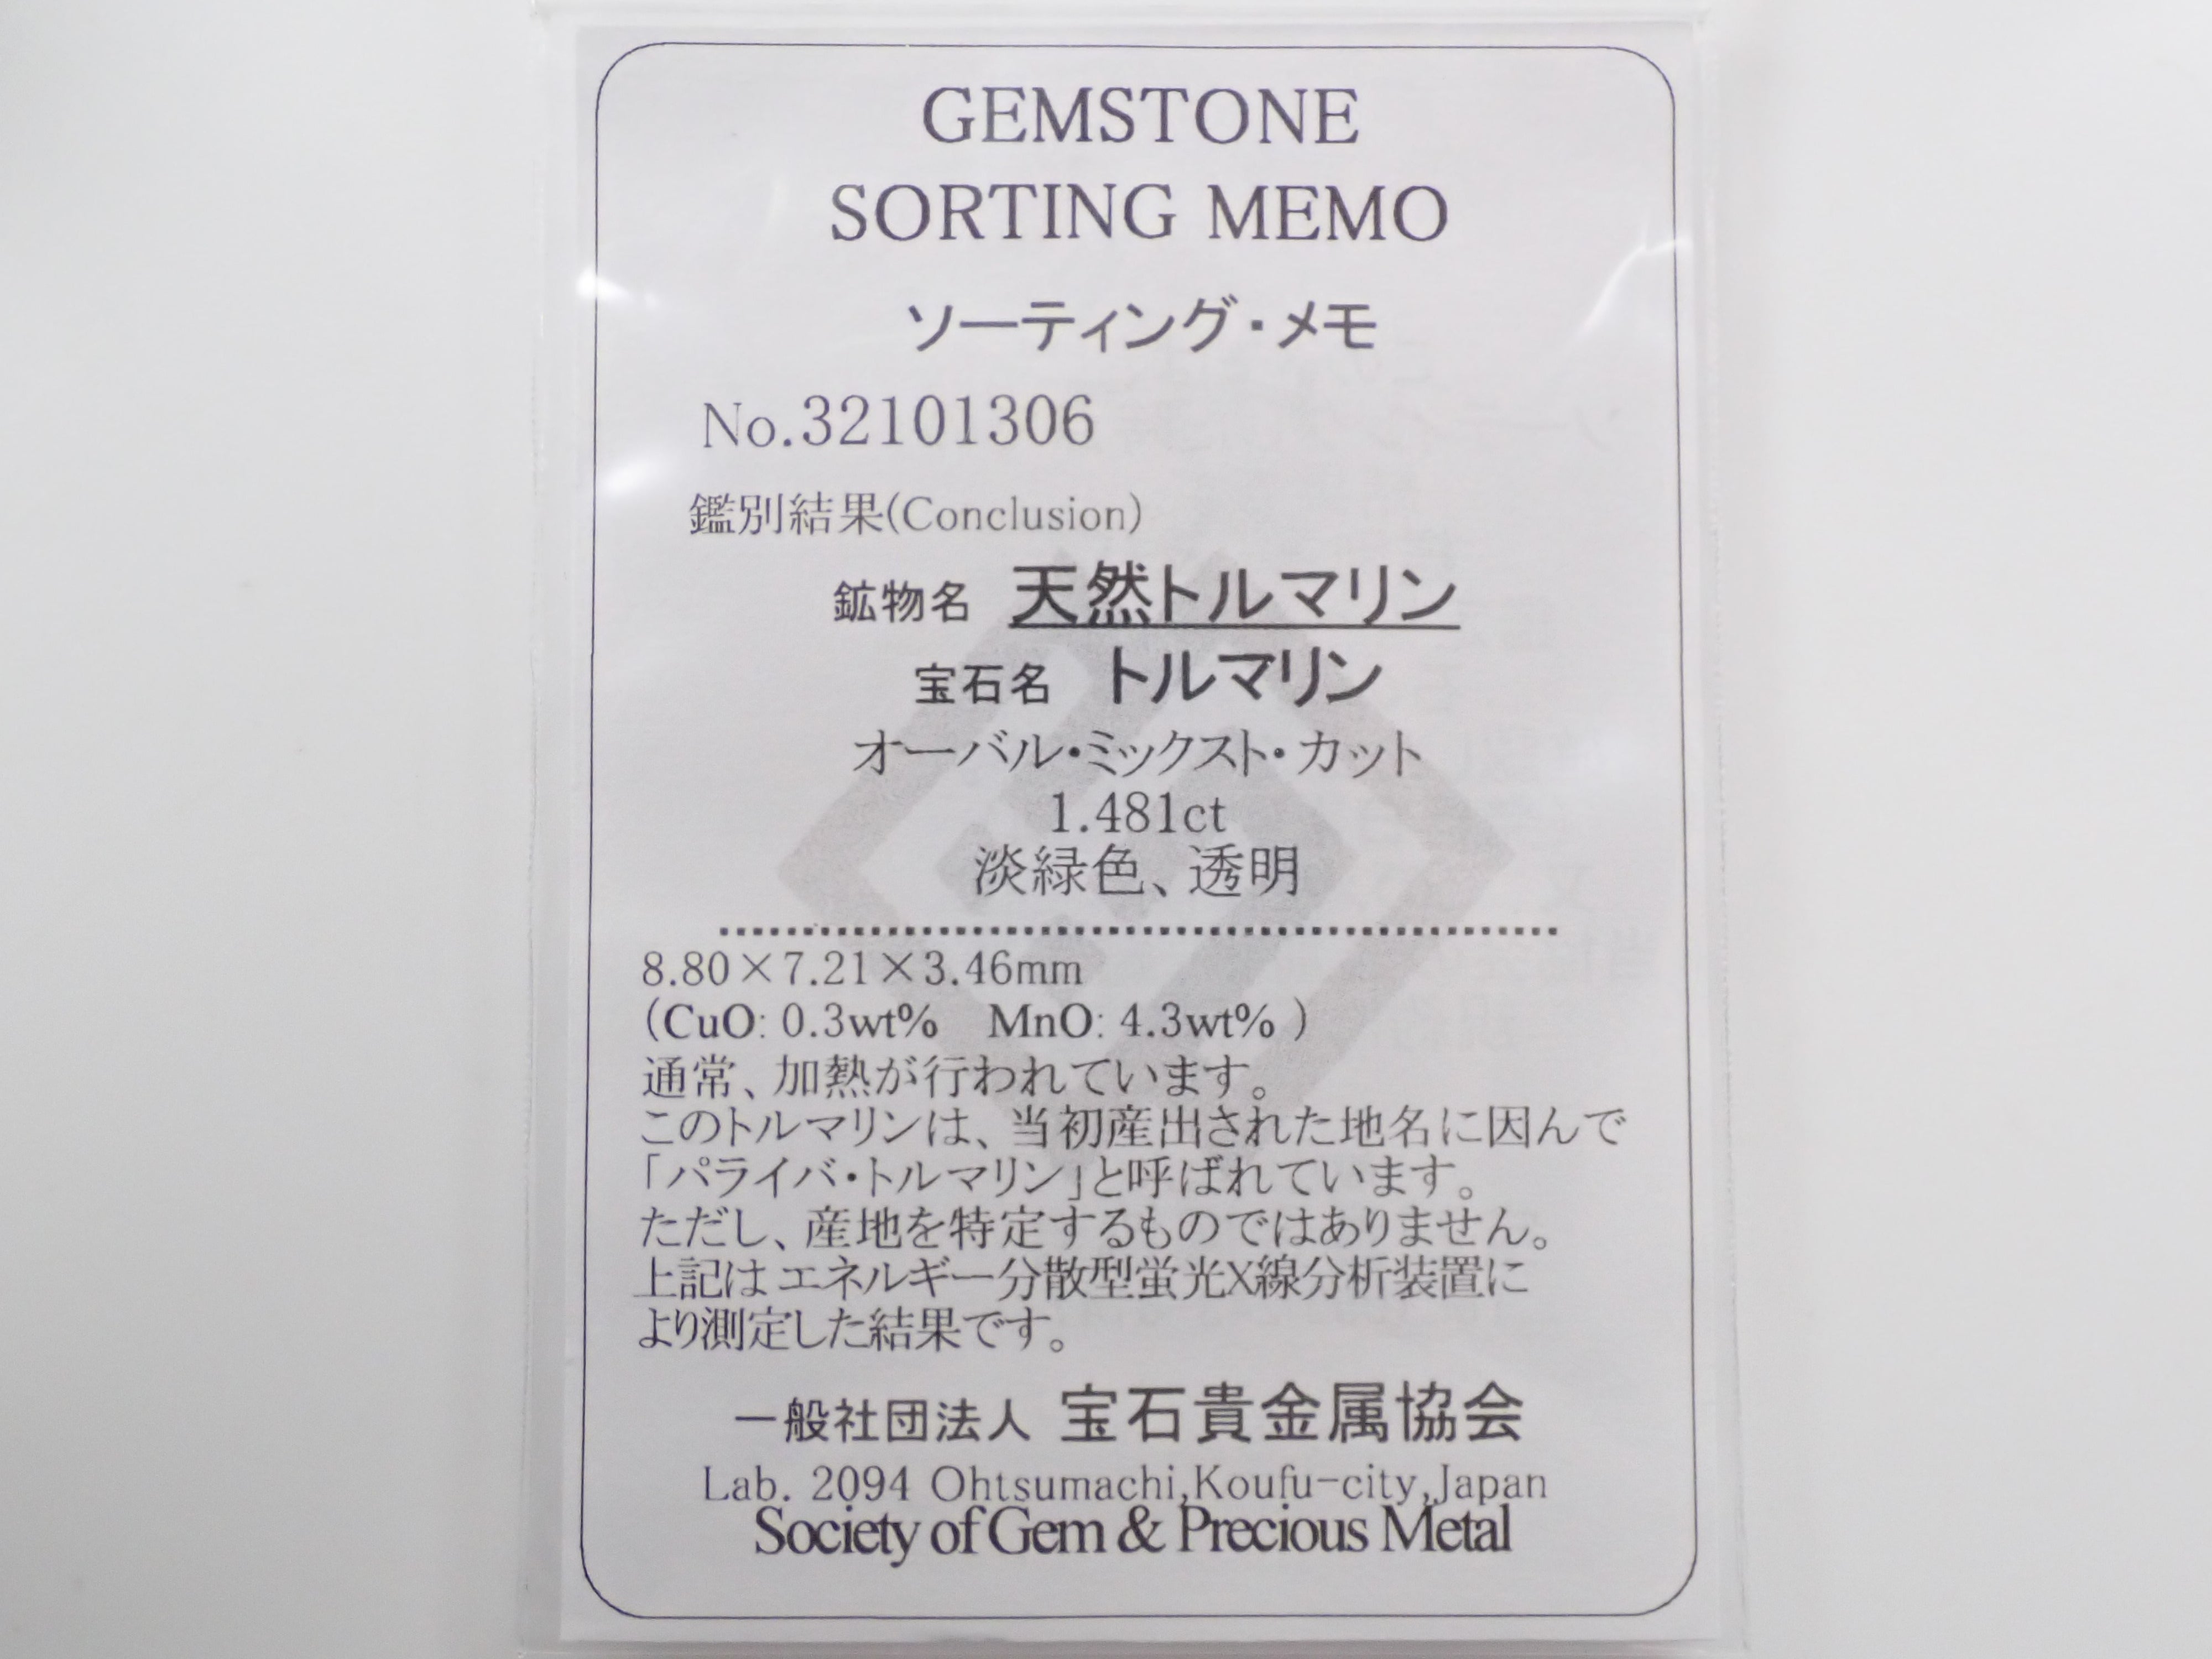 GEMSTONE
SORTING MEMO
ソーティング・メモ
No.32101306
鑑別結果(Conclusion)
鉱物名 天然トルマリン
宝石名 トルマリン
オーバル・ミックスト・カット
1.481ct
淡緑色、透明
8.80×7.21×3.46mm
(CuO: 0.3wt% MnO: 4.3wt% )
通常、加熱が行われています。
このトルマリンは、当初産出された地名に因んで
「パライバ・トルマリン」と呼ばれています。
ただし、産地を特定するものではありません。
上記はエネルギー分散型蛍光X線分析装置に
より測定した結果です。
一般社団法人 宝石貴金属協会
Lab. 2094 Ohtsumachi,Koufu-city,Japan
Society of Gem & Precious Metal